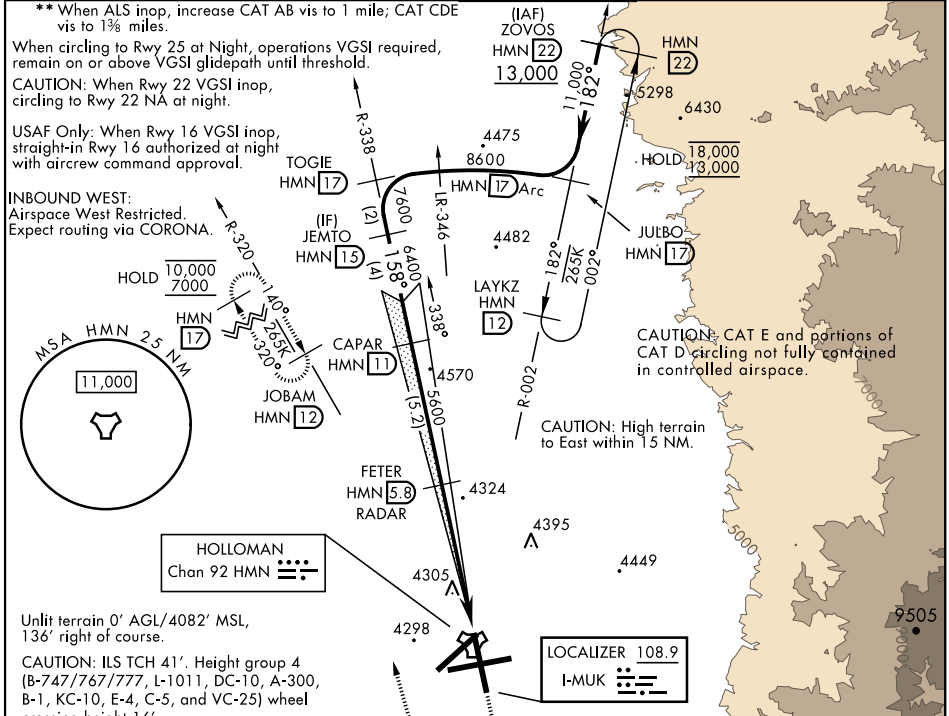 ** When ALS inop, increase CAT AB vis to 1 mile; CAT CDE
vis to 1⅜ miles.
When circling to Rwy 25 at Night, operations VGSI required,
remain on or above VGSI glidepath until threshold.
CAUTION: When Rwy 22 VGSI inop,
circling to Rwy 22 NA at night.
USAF Only: When Rwy 16 VGSI inop,
straight-in Rwy 16 authorized at night
with aircrew command approval.
INBOUND WEST:
Airspace West Restricted.
Expect routing via CORONA.
(IAF)
ZOVOS
HMN 22
13,000
HMN
22
11,000
182°
5298
6430
4475
8600
HMN 17 Arc
HOLD 18,000
13,000
R-338
TOGIE
HMN 17
7600
(2)
LR-346
(IF)
JEMTO
HMN 15
6400
(4)
158°
4482
182°
265K
002°
JULBO
HMN 17
LAYKZ
HMN
12
R-002
R-320
HOLD 10,000
7000
HMN
17
140°
265K
320°
JOBAM
HMN 12
MSA HMN 25 NM
11,000
338°
CAPAR
HMN 11
4570
5600
(5.2)
CAUTION: CAT E and portions of
CAT D circling not fully contained
in controlled airspace.
7000
CAUTION: High terrain
to East within 15 NM.
FETER
HMN 5.8
RADAR
4324
4395
5000
4449
HOLLOMAN
Chan 92 HMN
4305
4298
9505
9000
Unlit terrain 0' AGL/4082' MSL,
136' right of course.
LOCALIZER 108.9
I-MUK
CAUTION: ILS TCH 41'. Height group 4
(B-747/767/777, L-1011, DC-10, A-300,
B-1, KC-10, E-4, C-5, and VC-25) wheel
crossing height 16'.